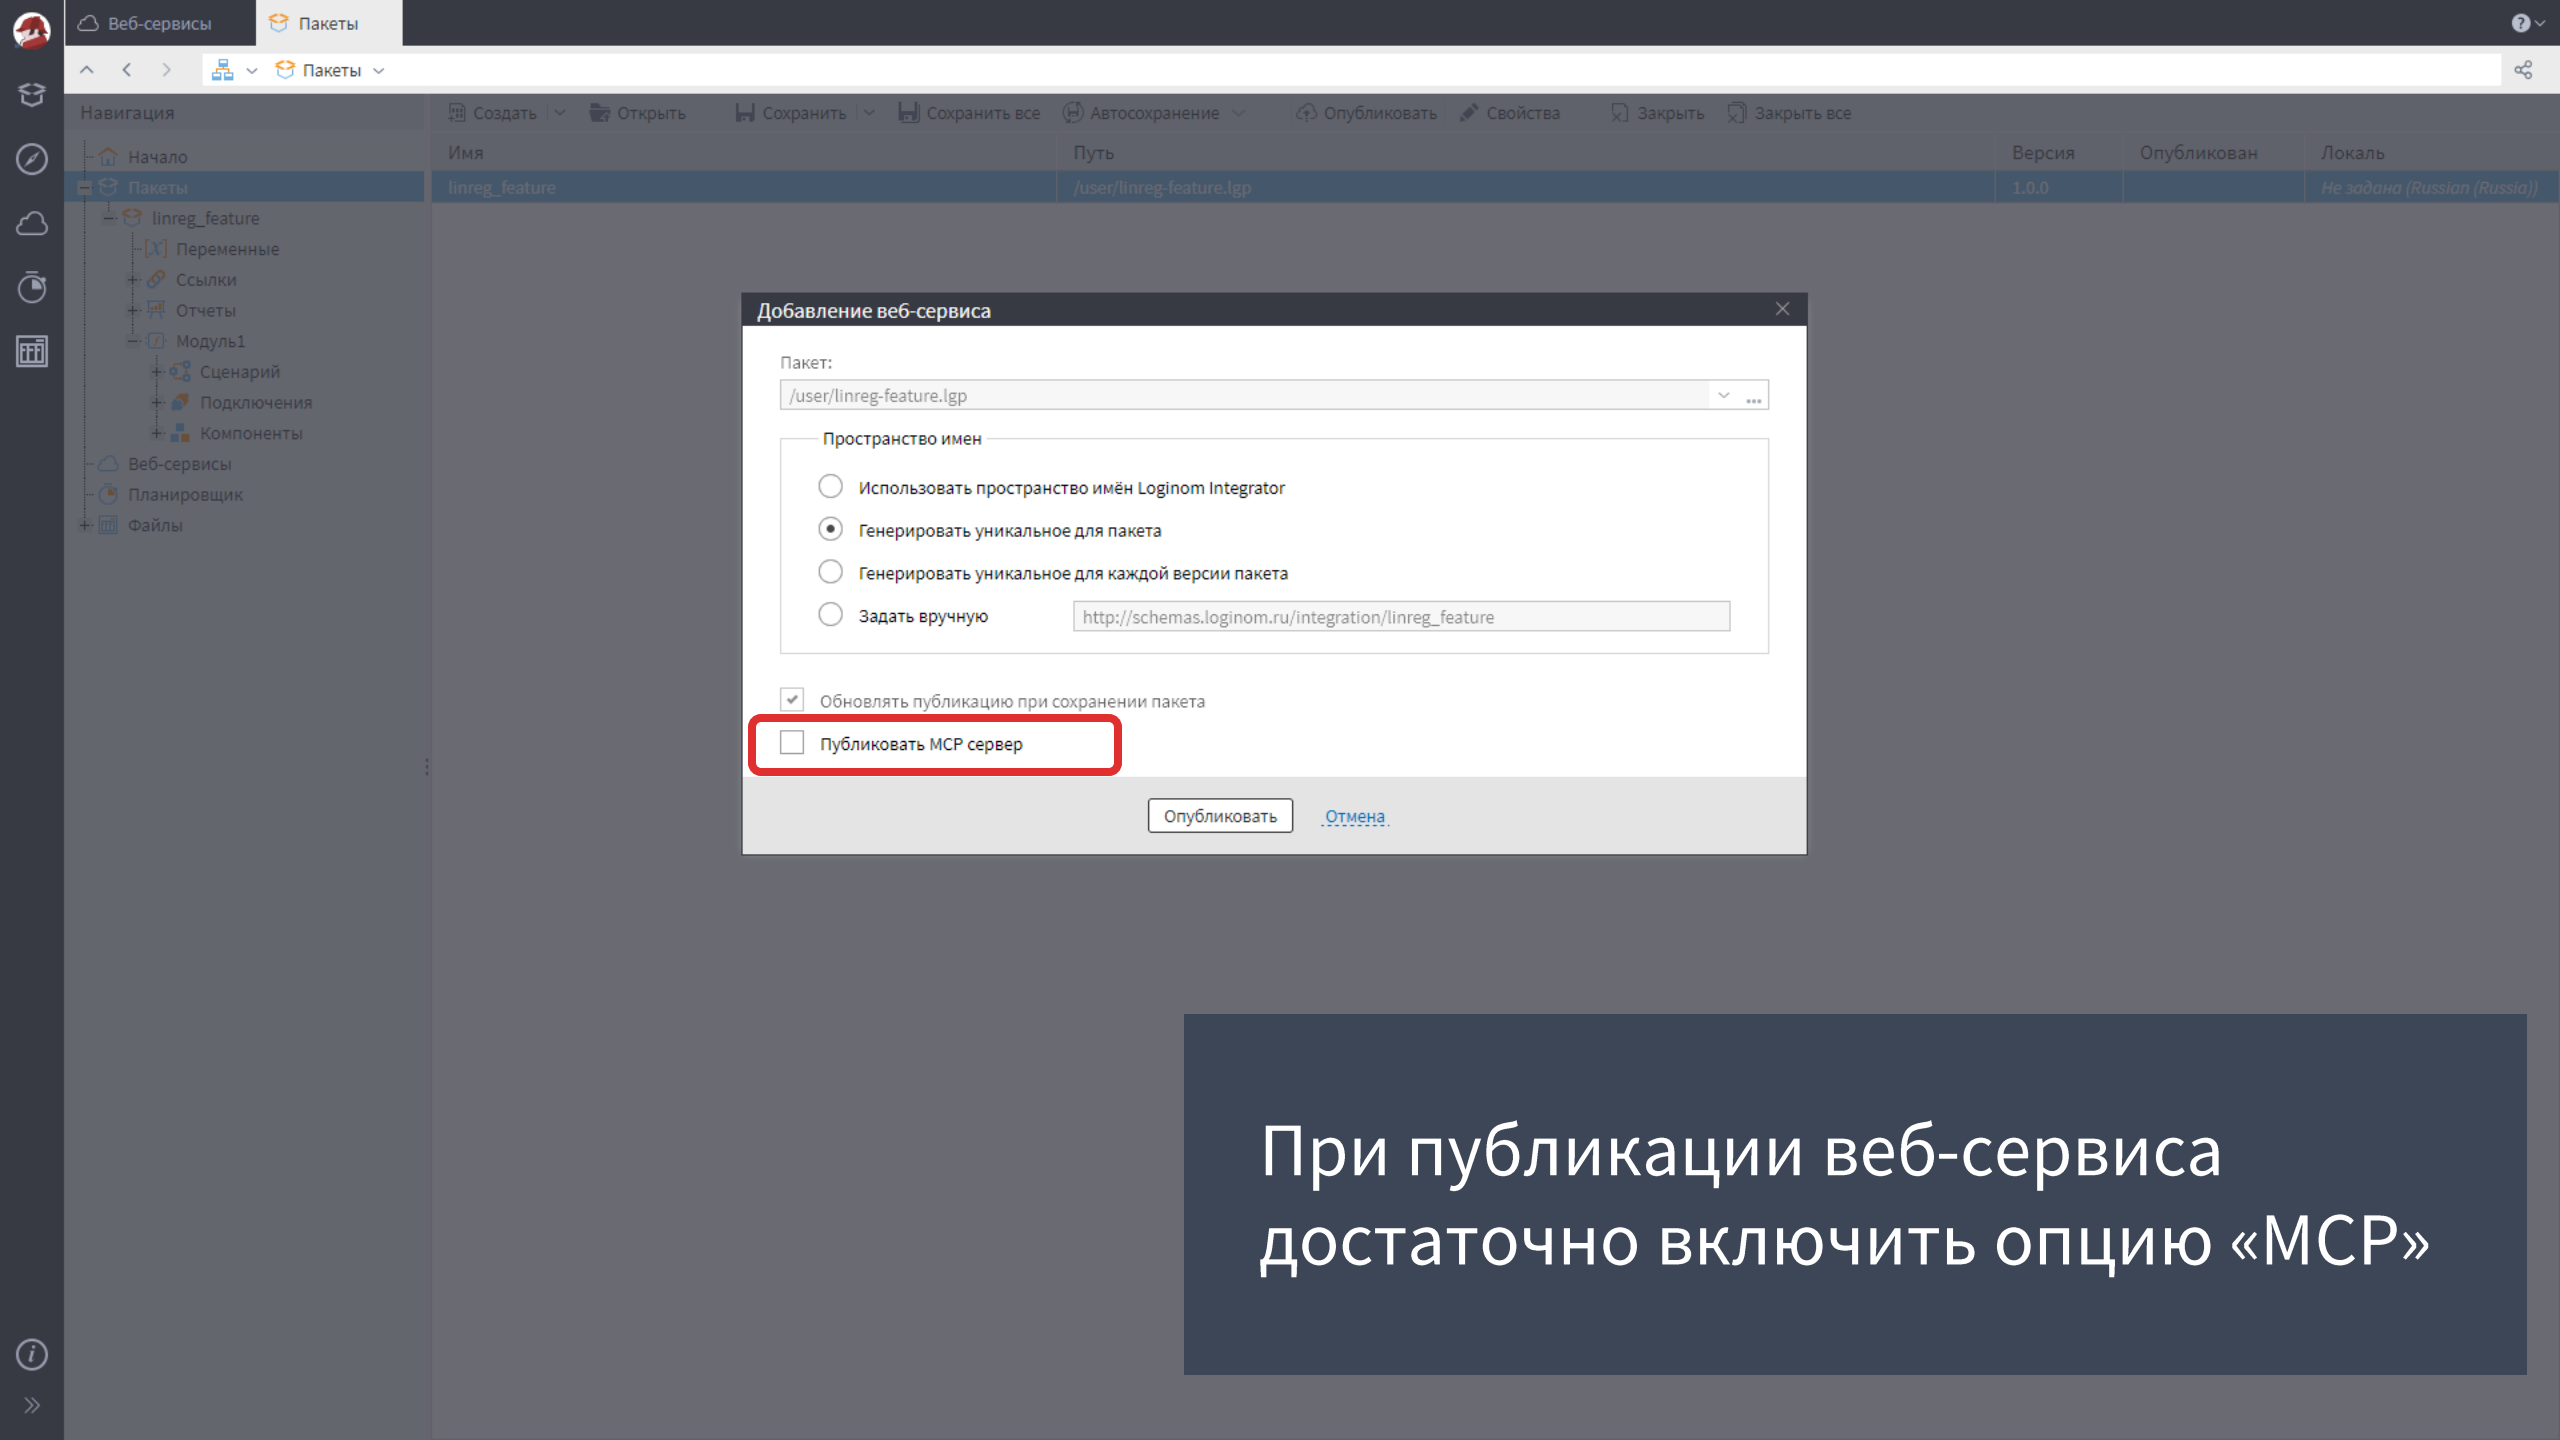 Веб-сервисы
Пакеты
Пакеты
Навигация
Создать
Открыть
Сохранить
Сохранить все
Автосохранение
Опубликовать
Свойства
Закрыть
Закрыть все
Имя
Путь
Версия
Опубликован
Локаль
linreg_feature
/user/linreg-feature.lgp
1.0.0
Не задана (Russian (Russia))
Начало
Пакеты
linreg_feature
Переменные
Ссылки
Отчеты
Модуль1
Сценарий
Подключения
Компоненты
Веб-сервисы
Планировщик
Файлы
Добавление веб-сервиса
Пакет:
/user/linreg-feature.lgp
Пространство имен
Использовать пространство имён Loginom Integrator
Генерировать уникальное для пакета
Генерировать уникальное для каждой версии пакета
Задать вручную
http://schemas.loginom.ru/integration/linreg_feature
Обновлять публикацию при сохранении пакета
Публиковать MCP сервер
Опубликовать
Отмена
При публикации веб-сервиса
достаточно включить опцию «MCP»